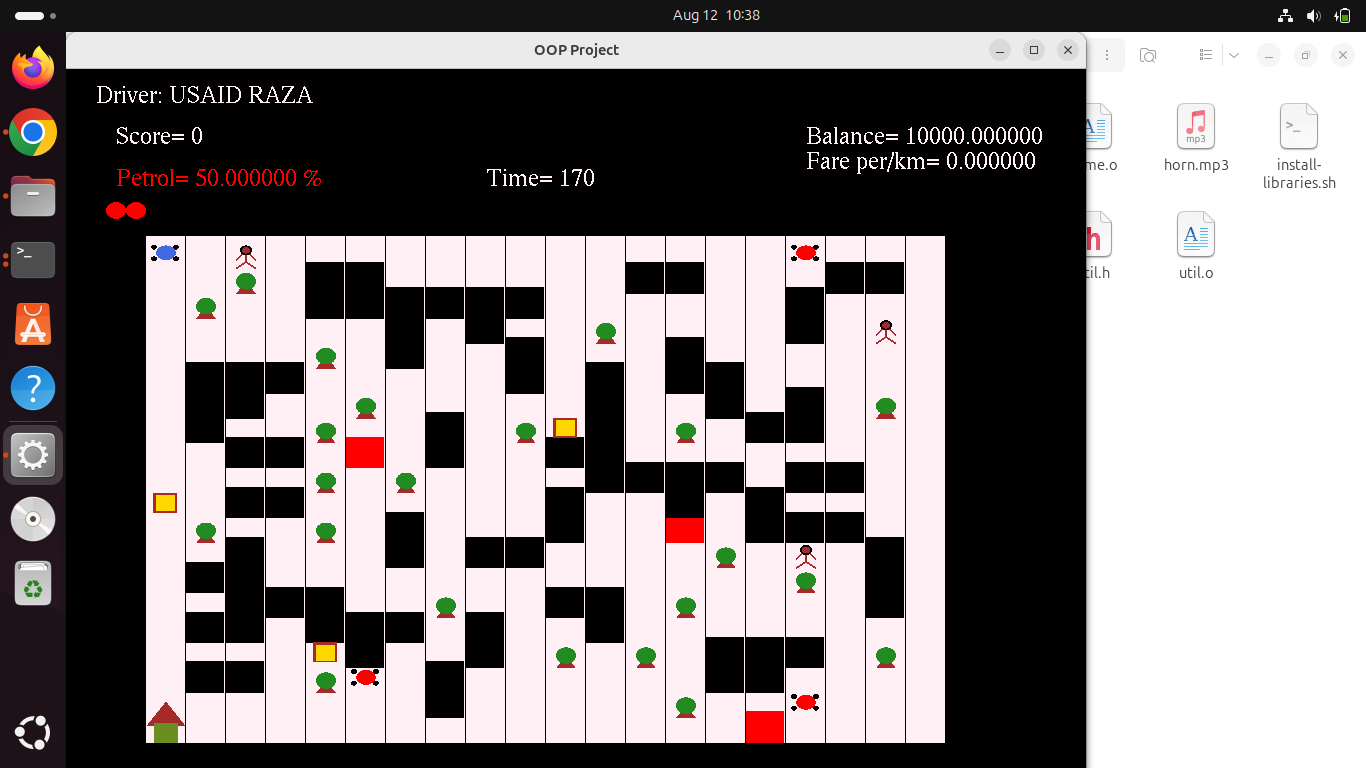 Aug 12 10:38
OOP Project
Driver: USAID RAZA
Score= 0
Balance= 10000.000000
Fare per/km= 0.000000
Petrol= 50.000000 %
Time= 170
me.o
horn.mp3
install-
libraries.sh
mp3
til.h
util.o